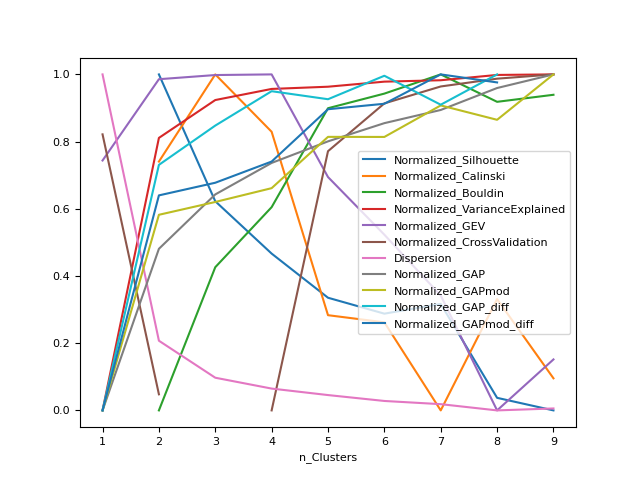 1.0
0.8
0.6
0.4
0.2
0.0
Normalized_Silhouette
Normalized_Calinski
Normalized_Bouldin
Normalized_VarianceExplained
Normalized_GEV
Normalized_CrossValidation
Dispersion
Normalized_GAP
Normalized_GAPmod
Normalized_GAP_diff
Normalized_GAPmod_diff
1 2 3 4 5 6 7 8 9
n_Clusters